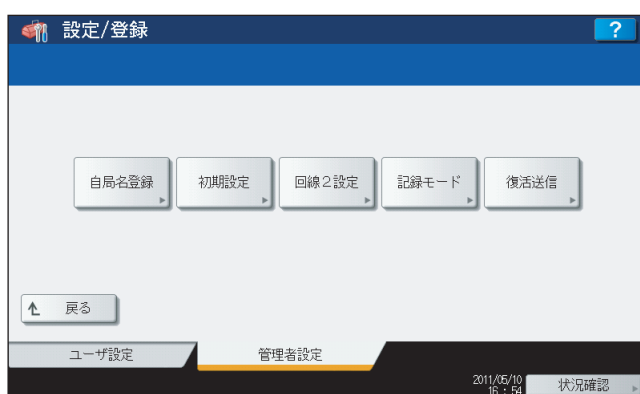 設定/登録
?
自局名登録
初期設定
回線2設定
記録モード
復活送信
戻る
ユーザ設定
管理者設定
2011/05/10
16:54
状況確認